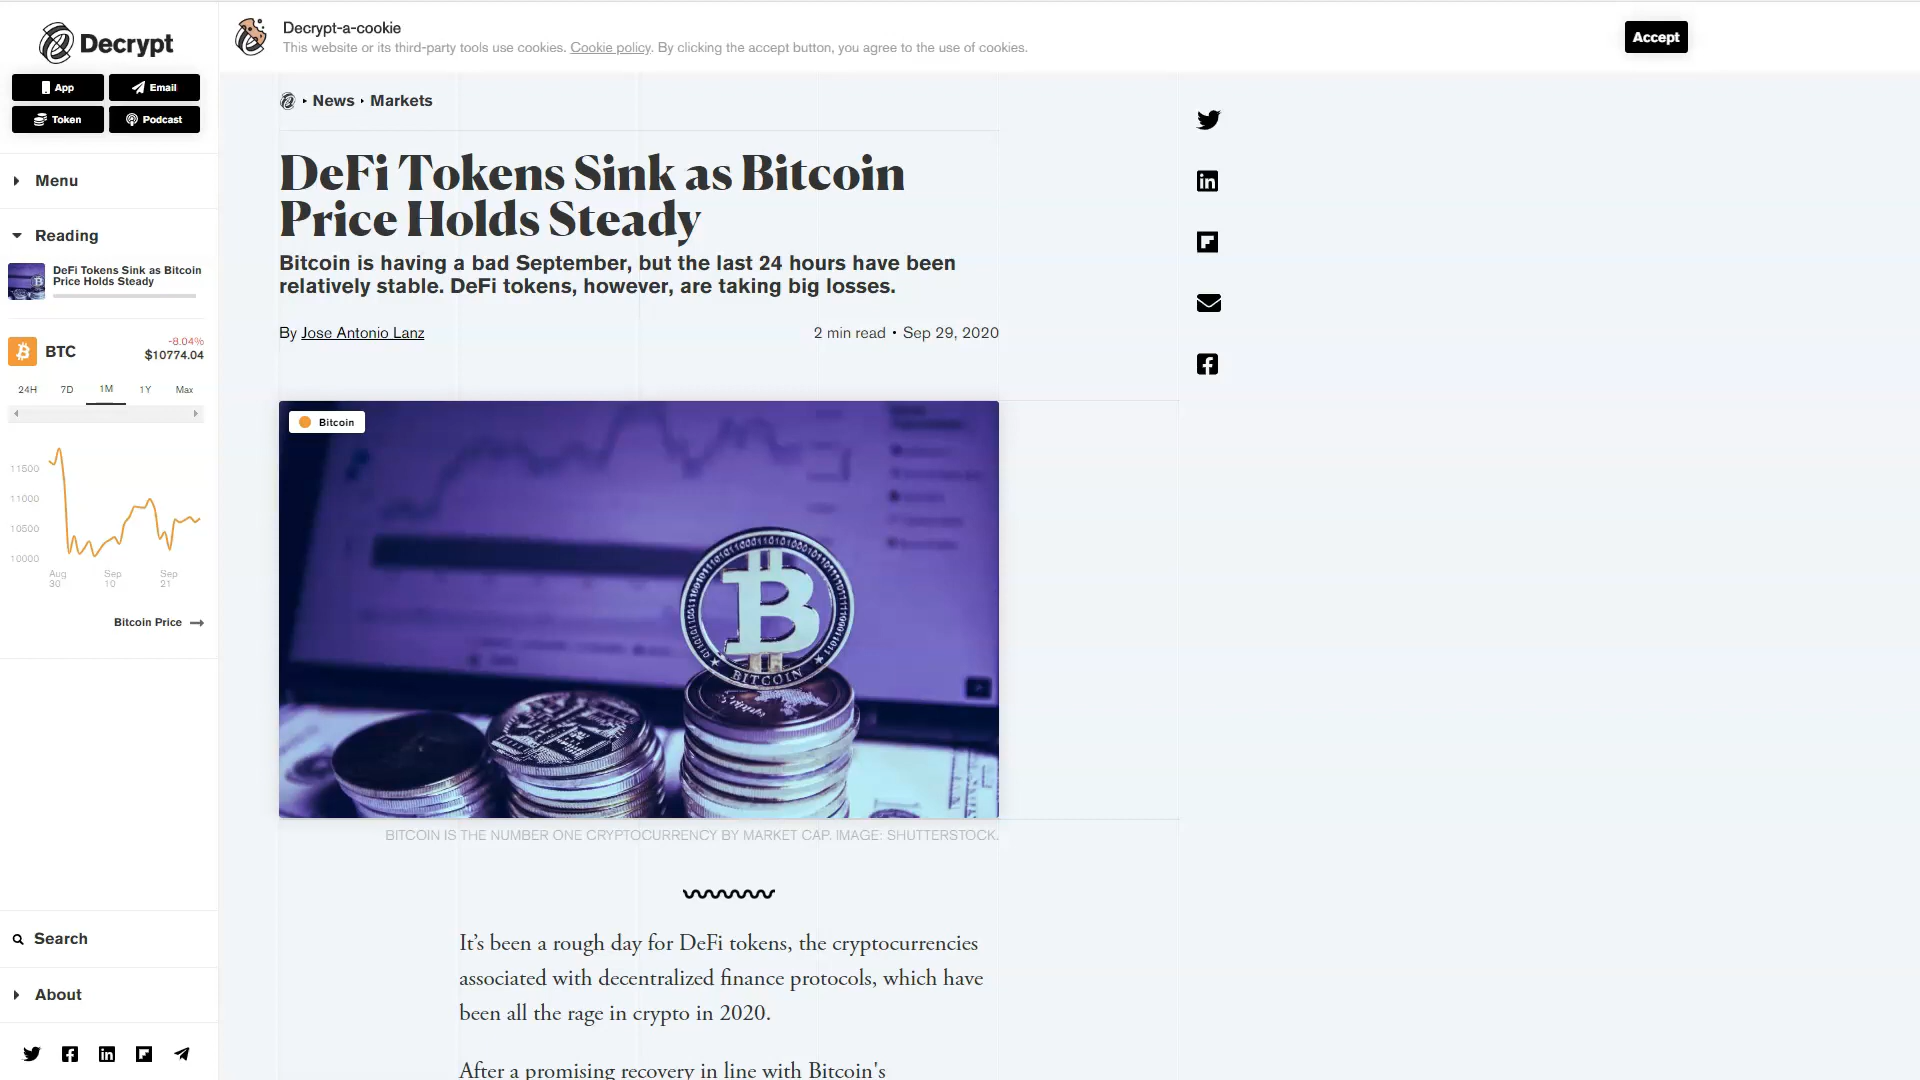 Decrypt
App
Email
Token
Podcast
Menu
Reading
DeFi Tokens Sink as Bitcoin
Price Holds Steady
BTC
-8.04%
$10774.04
24H 7D 1M 1Y Max
11500
11000
10500
10000
Aug
30
Sep
10
Sep
21
Bitcoin Price
Search
About
Decrypt-a-cookie
This website or its third-party tools use cookies. Cookie policy. By clicking the accept button, you agree to the use of cookies.
Accept
News
Markets
DeFi Tokens Sink as Bitcoin
Price Holds Steady
Bitcoin is having a bad September, but the last 24 hours have been
relatively stable. DeFi tokens, however, are taking big losses.
By Jose Antonio Lanz
2 min read • Sep 29, 2020
Bitcoin
BITCOIN
BITCOIN IS THE NUMBER ONE CRYPTOCURRENCY BY MARKET CAP. IMAGE: SHUTTERSTOCK.
It’s been a rough day for DeFi tokens, the cryptocurrencies
associated with decentralized finance protocols, which have
been all the rage in crypto in 2020.
After a promising recovery in line with Bitcoin's